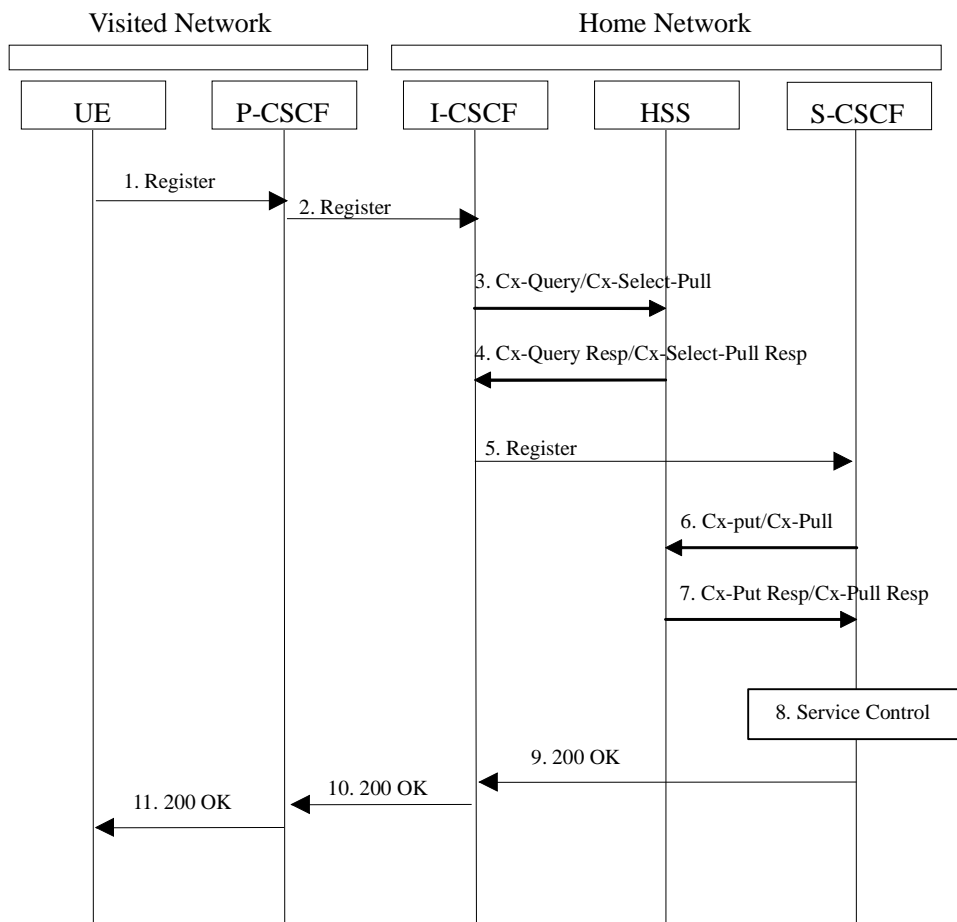 Visited Network
Home Network
UE
P-CSCF
I-CSCF
HSS
S-CSCF
1. Register
2. Register
3. Cx-Query/Cx-Select-Pull
4. Cx-Query Resp/Cx-Select-Pull Resp
5. Register
6. Cx-put/Cx-Pull
7. Cx-Put Resp/Cx-Pull Resp
8. Service Control
9. 200 OK
10. 200 OK
11. 200 OK